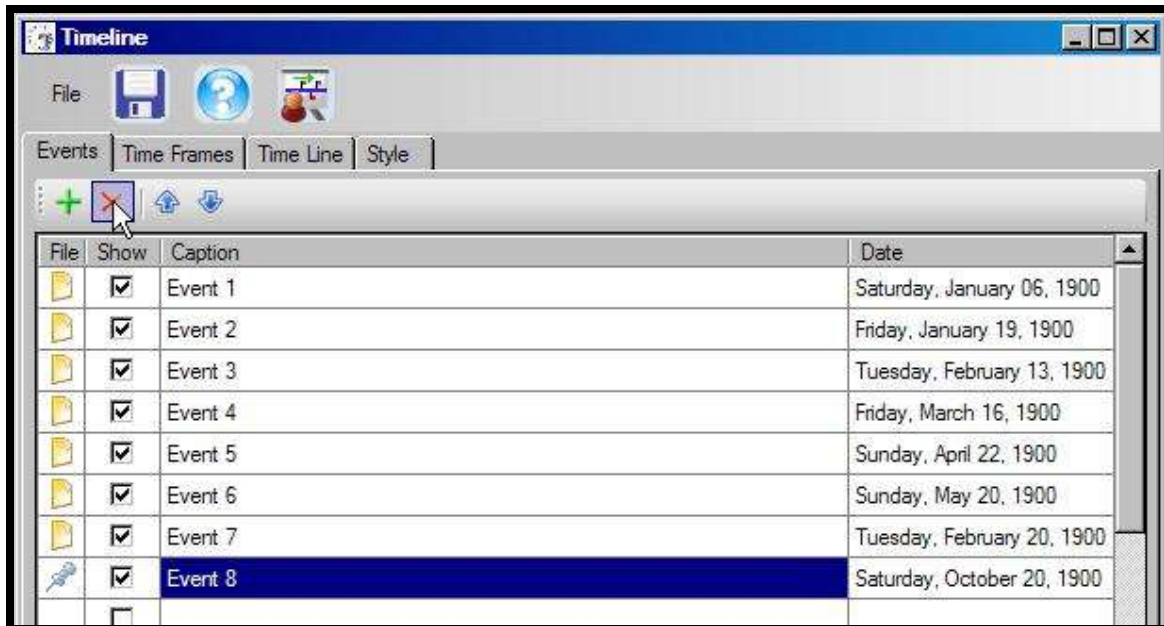 Timeline
File
Events Time Frames Time Line Style
File Show Caption Date
Event 1 Saturday, January 06, 1900
Event 2 Friday, January 19, 1900
Event 3 Tuesday, February 13, 1900
Event 4 Friday, March 16, 1900
Event 5 Sunday, April 22, 1900
Event 6 Sunday, May 20, 1900
Event 7 Tuesday, February 20, 1900
Event 8 Saturday, October 20, 1900